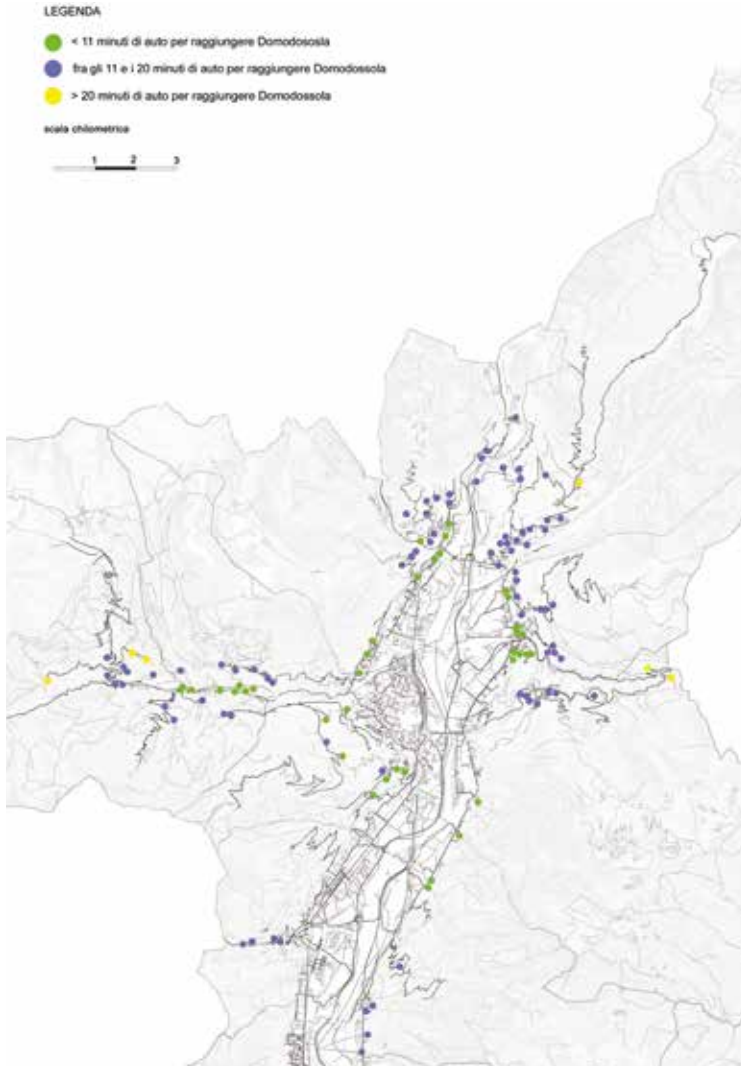 LEGENDA
< 11 minuti di auto per raggiungere Domodososla
fra gli 11 e i 20 minuti di auto per raggiungere Domodossola
> 20 minuti di auto per raggiungere Domodossola
scala chilometrica
1 2 3